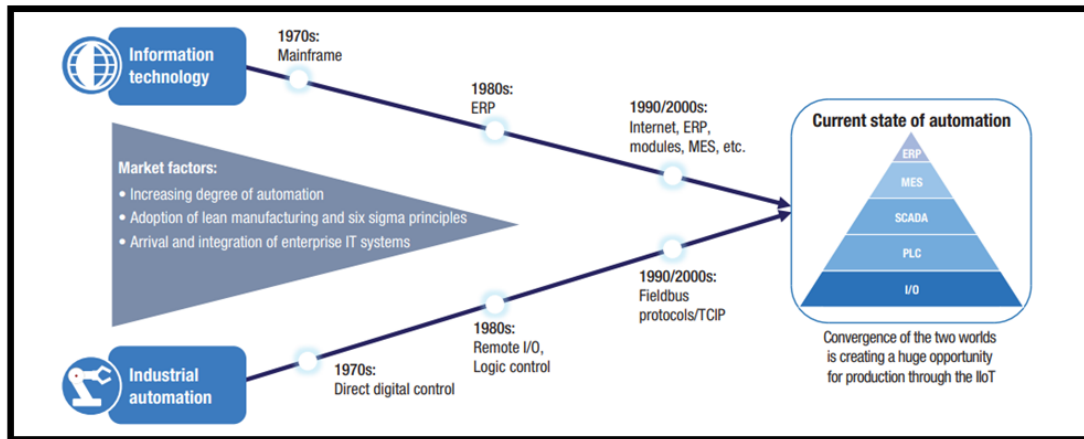 Information
technology
1970s:
Mainframe
1980s:
ERP
1990/2000s:
Internet, ERP,
modules, MES, etc.
Market factors:
• Increasing degree of automation
• Adoption of lean manufacturing and six sigma principles
• Arrival and integration of enterprise IT systems
Industrial
automation
1970s:
Direct digital control
1980s:
Remote I/O,
Logic control
1990/2000s:
Fieldbus
protocols/TCIP
Current state of automation
ERP
MES
SCADA
PLC
I/O
Convergence of the two worlds
is creating a huge opportunity
for production through the IIoT